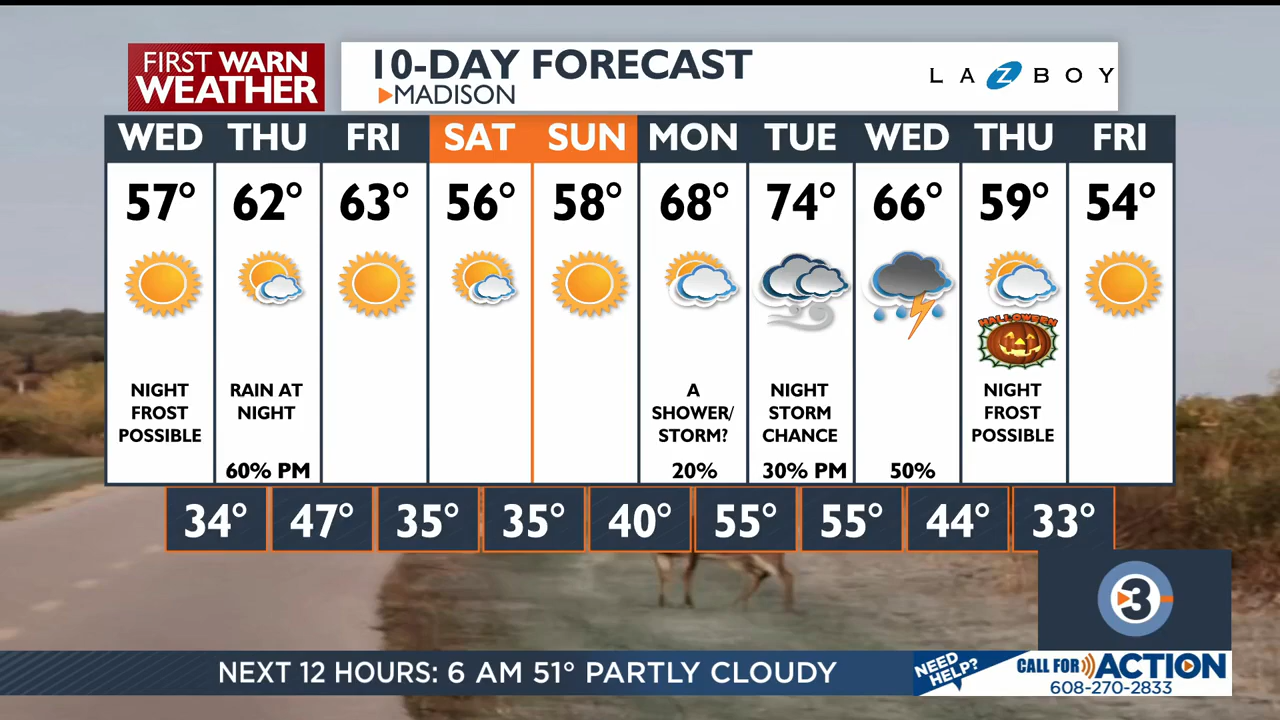 FIRST WARN
WEATHER
10-DAY FORECAST
MADISON
LAZBOY
WED THU FRI SAT SUN MON TUE WED THU FRI
57° 62° 63° 56° 58° 68° 74° 66° 59° 54°
HALLOWEEN
NIGHT
FROST
POSSIBLE
RAIN AT
NIGHT
60% PM
A
SHOWER/
STORM?
20%
NIGHT
STORM
CHANCE
30% PM
50%
NIGHT
FROST
POSSIBLE
34° 47° 35° 35° 40° 55° 55° 44° 33°
3
NEXT 12 HOURS: 6 AM 51° PARTLY CLOUDY
NEED
HELP?
CALL FOR ACTION
608-270-2833